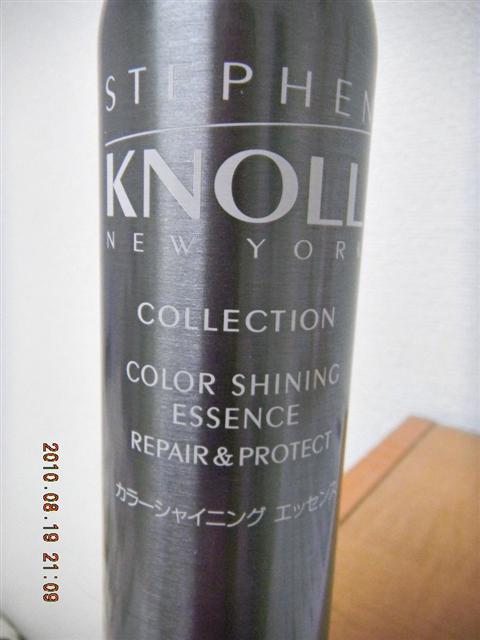 STEPHEN
KNOLL
NEW YORK
COLLECTION
COLOR SHINING
ESSENCE
REPAIR & PROTECT
カラーシャイニング エッセンス
2010.08.19 21:09